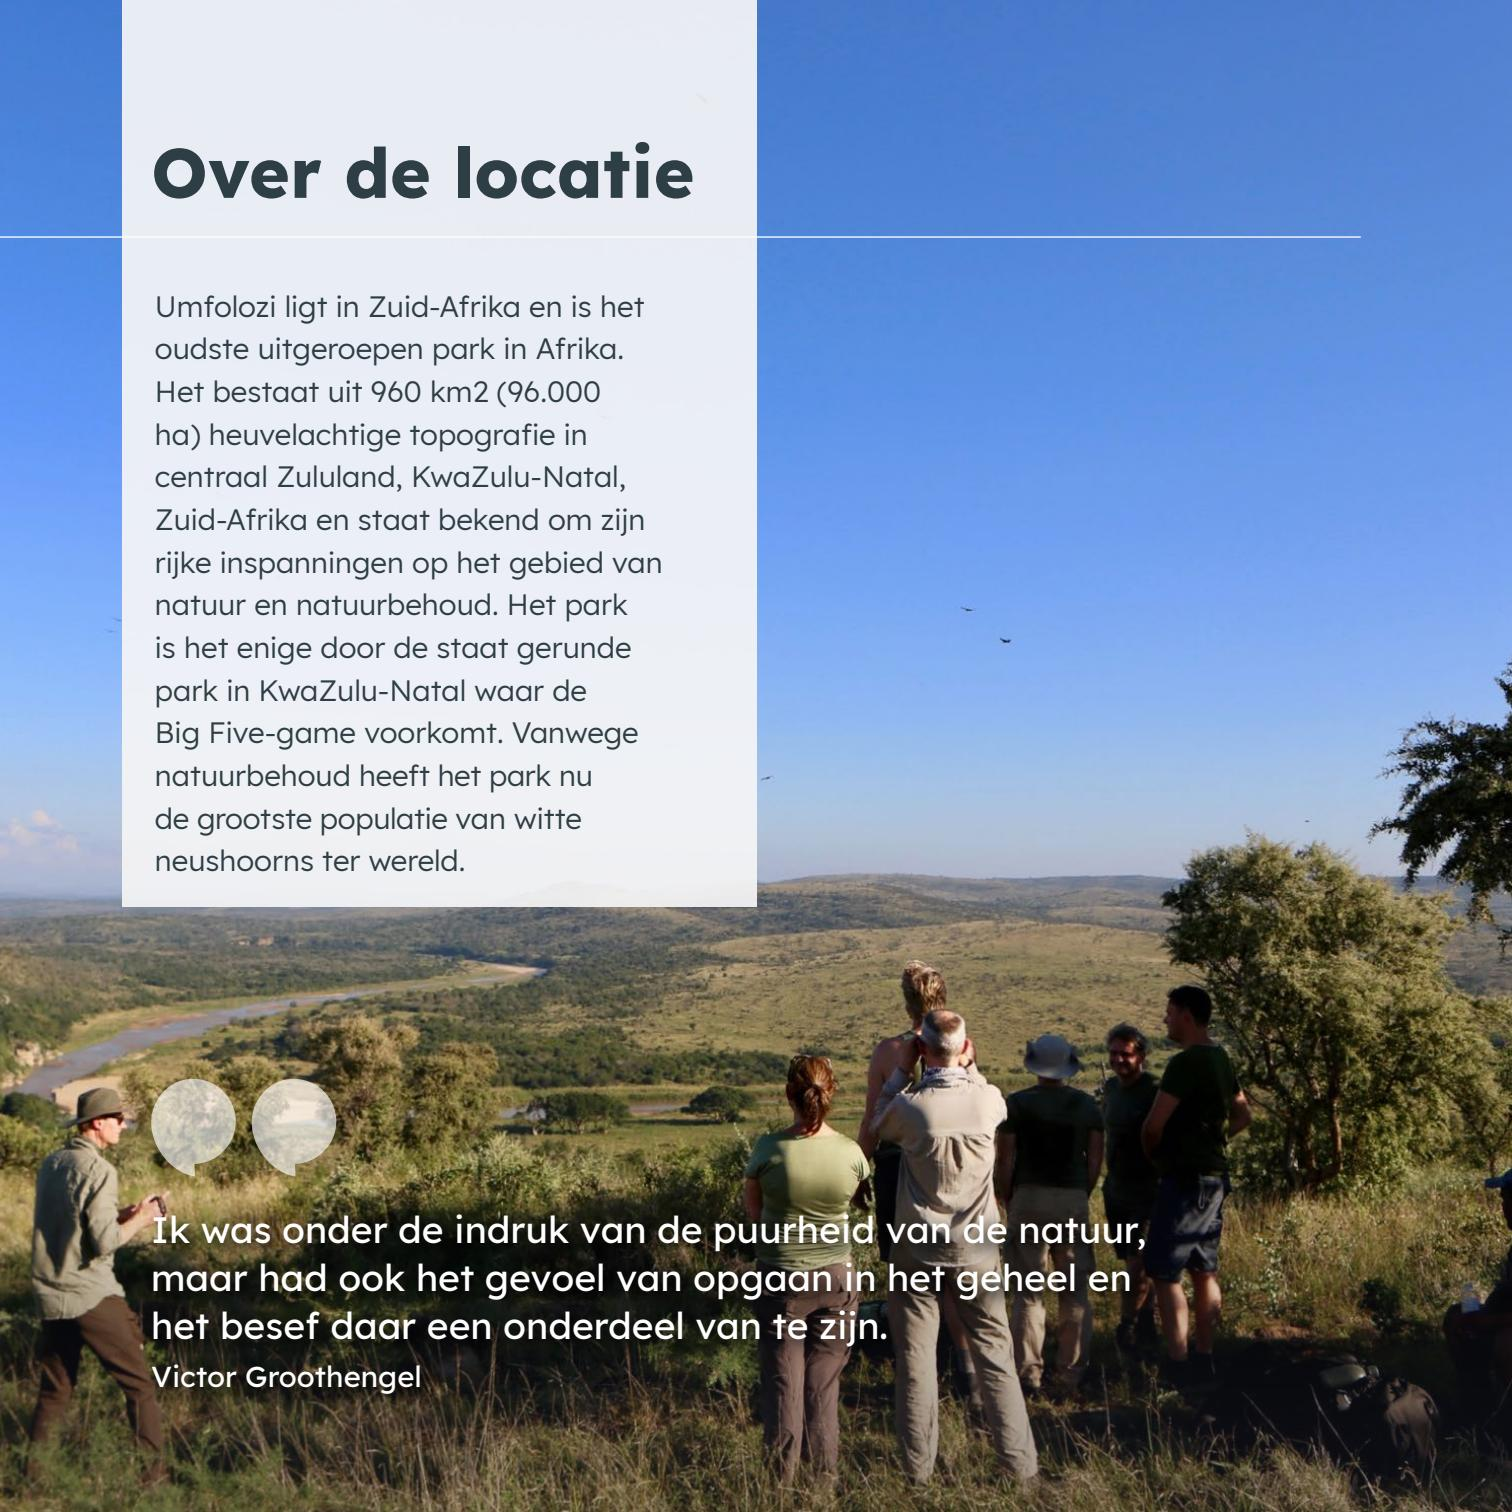 Over de locatie
Umfolozi ligt in Zuid-Afrika en is het
oudste uitgeroepen park in Afrika.
Het bestaat uit 960 km2 (96.000
ha) heuvelachtige topografie in
centraal Zululand, KwaZulu-Natal,
Zuid-Afrika en staat bekend om zijn
rijke inspanningen op het gebied van
natuur en natuurbehoud. Het park
is het enige door de staat gerunde
park in KwaZulu-Natal waar de
Big Five-game voorkomt. Vanwege
natuurbehoud heeft het park nu
de grootste populatie van witte
neushoorns ter wereld.
Ik was onder de indruk van de puurheid van de natuur,
maar had ook het gevoel van opgaan in het geheel en
het besef daar een onderdeel van te zijn.
Victor Groothengel